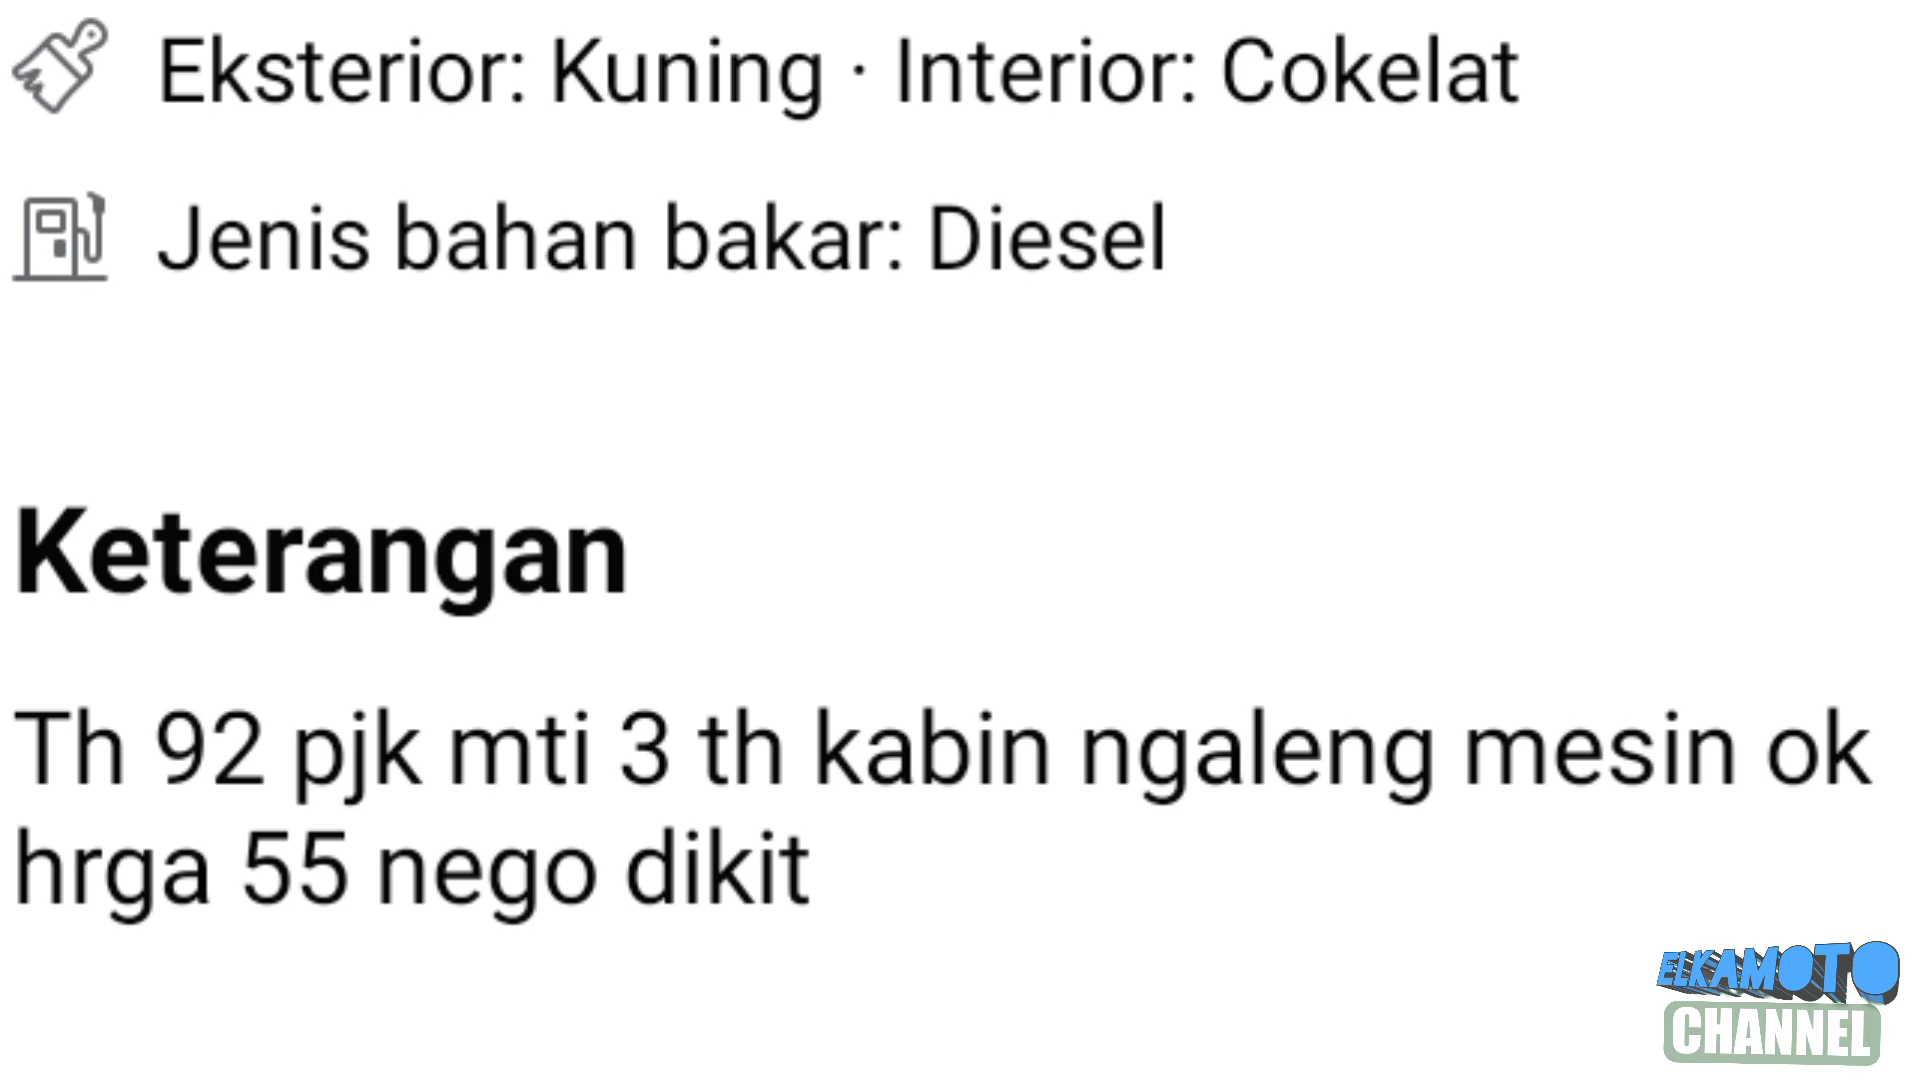 Eksterior: Kuning · Interior: Cokelat
Jenis bahan bakar: Diesel
Keterangan
Th 92 pjk mti 3 th kabin ngaleng mesin ok
hrga 55 nego dikit
ELKAMOTO
CHANNEL